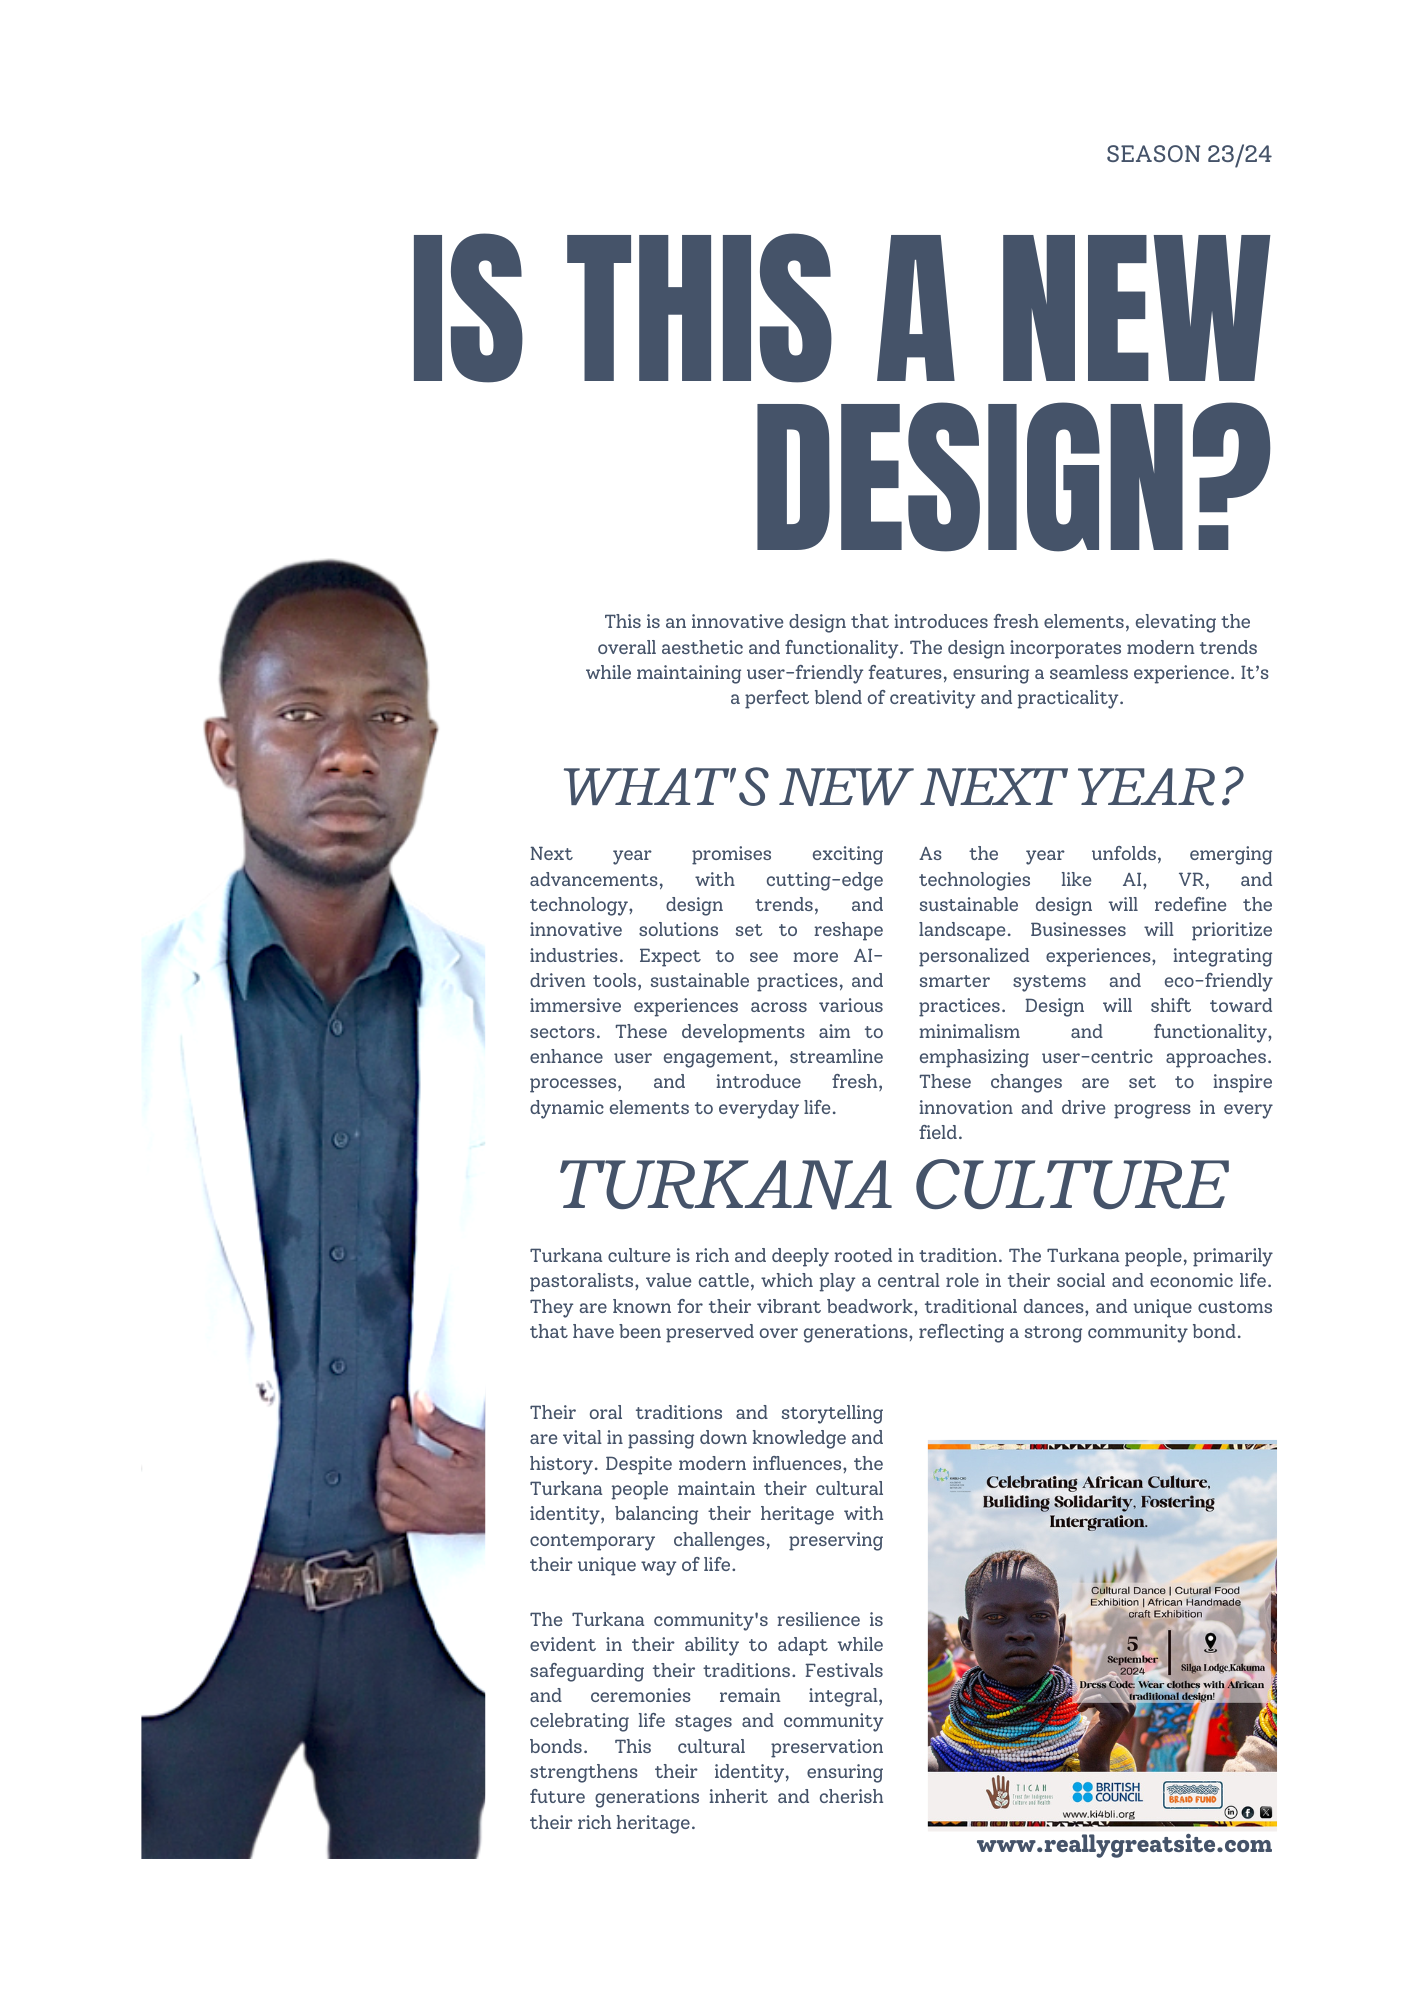 SEASON 23/24
IS THIS A NEW
DESIGN?
This is an innovative design that introduces fresh elements, elevating the
overall aesthetic and functionality. The design incorporates modern trends
while maintaining user-friendly features, ensuring a seamless experience. It's
a perfect blend of creativity and practicality.
WHAT'S NEW NEXT YEAR?
Next year promises exciting
advancements, with cutting-edge
technology, design trends, and
innovative solutions set to reshape
industries. Expect to see more AI-
driven tools, sustainable practices, and
immersive experiences across various
sectors. These developments aim to
enhance user engagement, streamline
processes, and introduce fresh,
dynamic elements to everyday life.
As the year unfolds, emerging
technologies like AI, VR, and
sustainable design will redefine the
landscape. Businesses will prioritize
personalized experiences, integrating
smarter systems and eco-friendly
practices. Design will shift toward
minimalism and functionality,
emphasizing user-centric approaches.
These changes are set to inspire
innovation and drive progress in every
field.
TURKANA CULTURE
Turkana culture is rich and deeply rooted in tradition. The Turkana people, primarily
pastoralists, value cattle, which play a central role in their social and economic life.
They are known for their vibrant beadwork, traditional dances, and unique customs
that have been preserved over generations, reflecting a strong community bond.
Their oral traditions and storytelling
are vital in passing down knowledge and
history. Despite modern influences, the
Turkana people maintain their cultural
identity, balancing their heritage with
contemporary challenges, preserving
their unique way of life.
The Turkana community's resilience is
evident in their ability to adapt while
safeguarding their traditions. Festivals
and ceremonies remain integral,
celebrating life stages and community
bonds. This cultural preservation
strengthens their identity, ensuring
future generations inherit and cherish
their rich heritage.
Celebrating African Culture,
Buliding Solidarity, Fostering
Intergration.
Cultural Dance | Cutural Food
Exhibition | African Handmade
craft Exhibition
5
September
2024
Silga Lodge,Kakuma
Dress Code: Wear clothes with African
traditional design!
TICAH
Trust for Indigenous
Culture and Health
BRITISH
COUNCIL
BRAID FUND
www.ki4bli.org
www.reallygreatsite.com